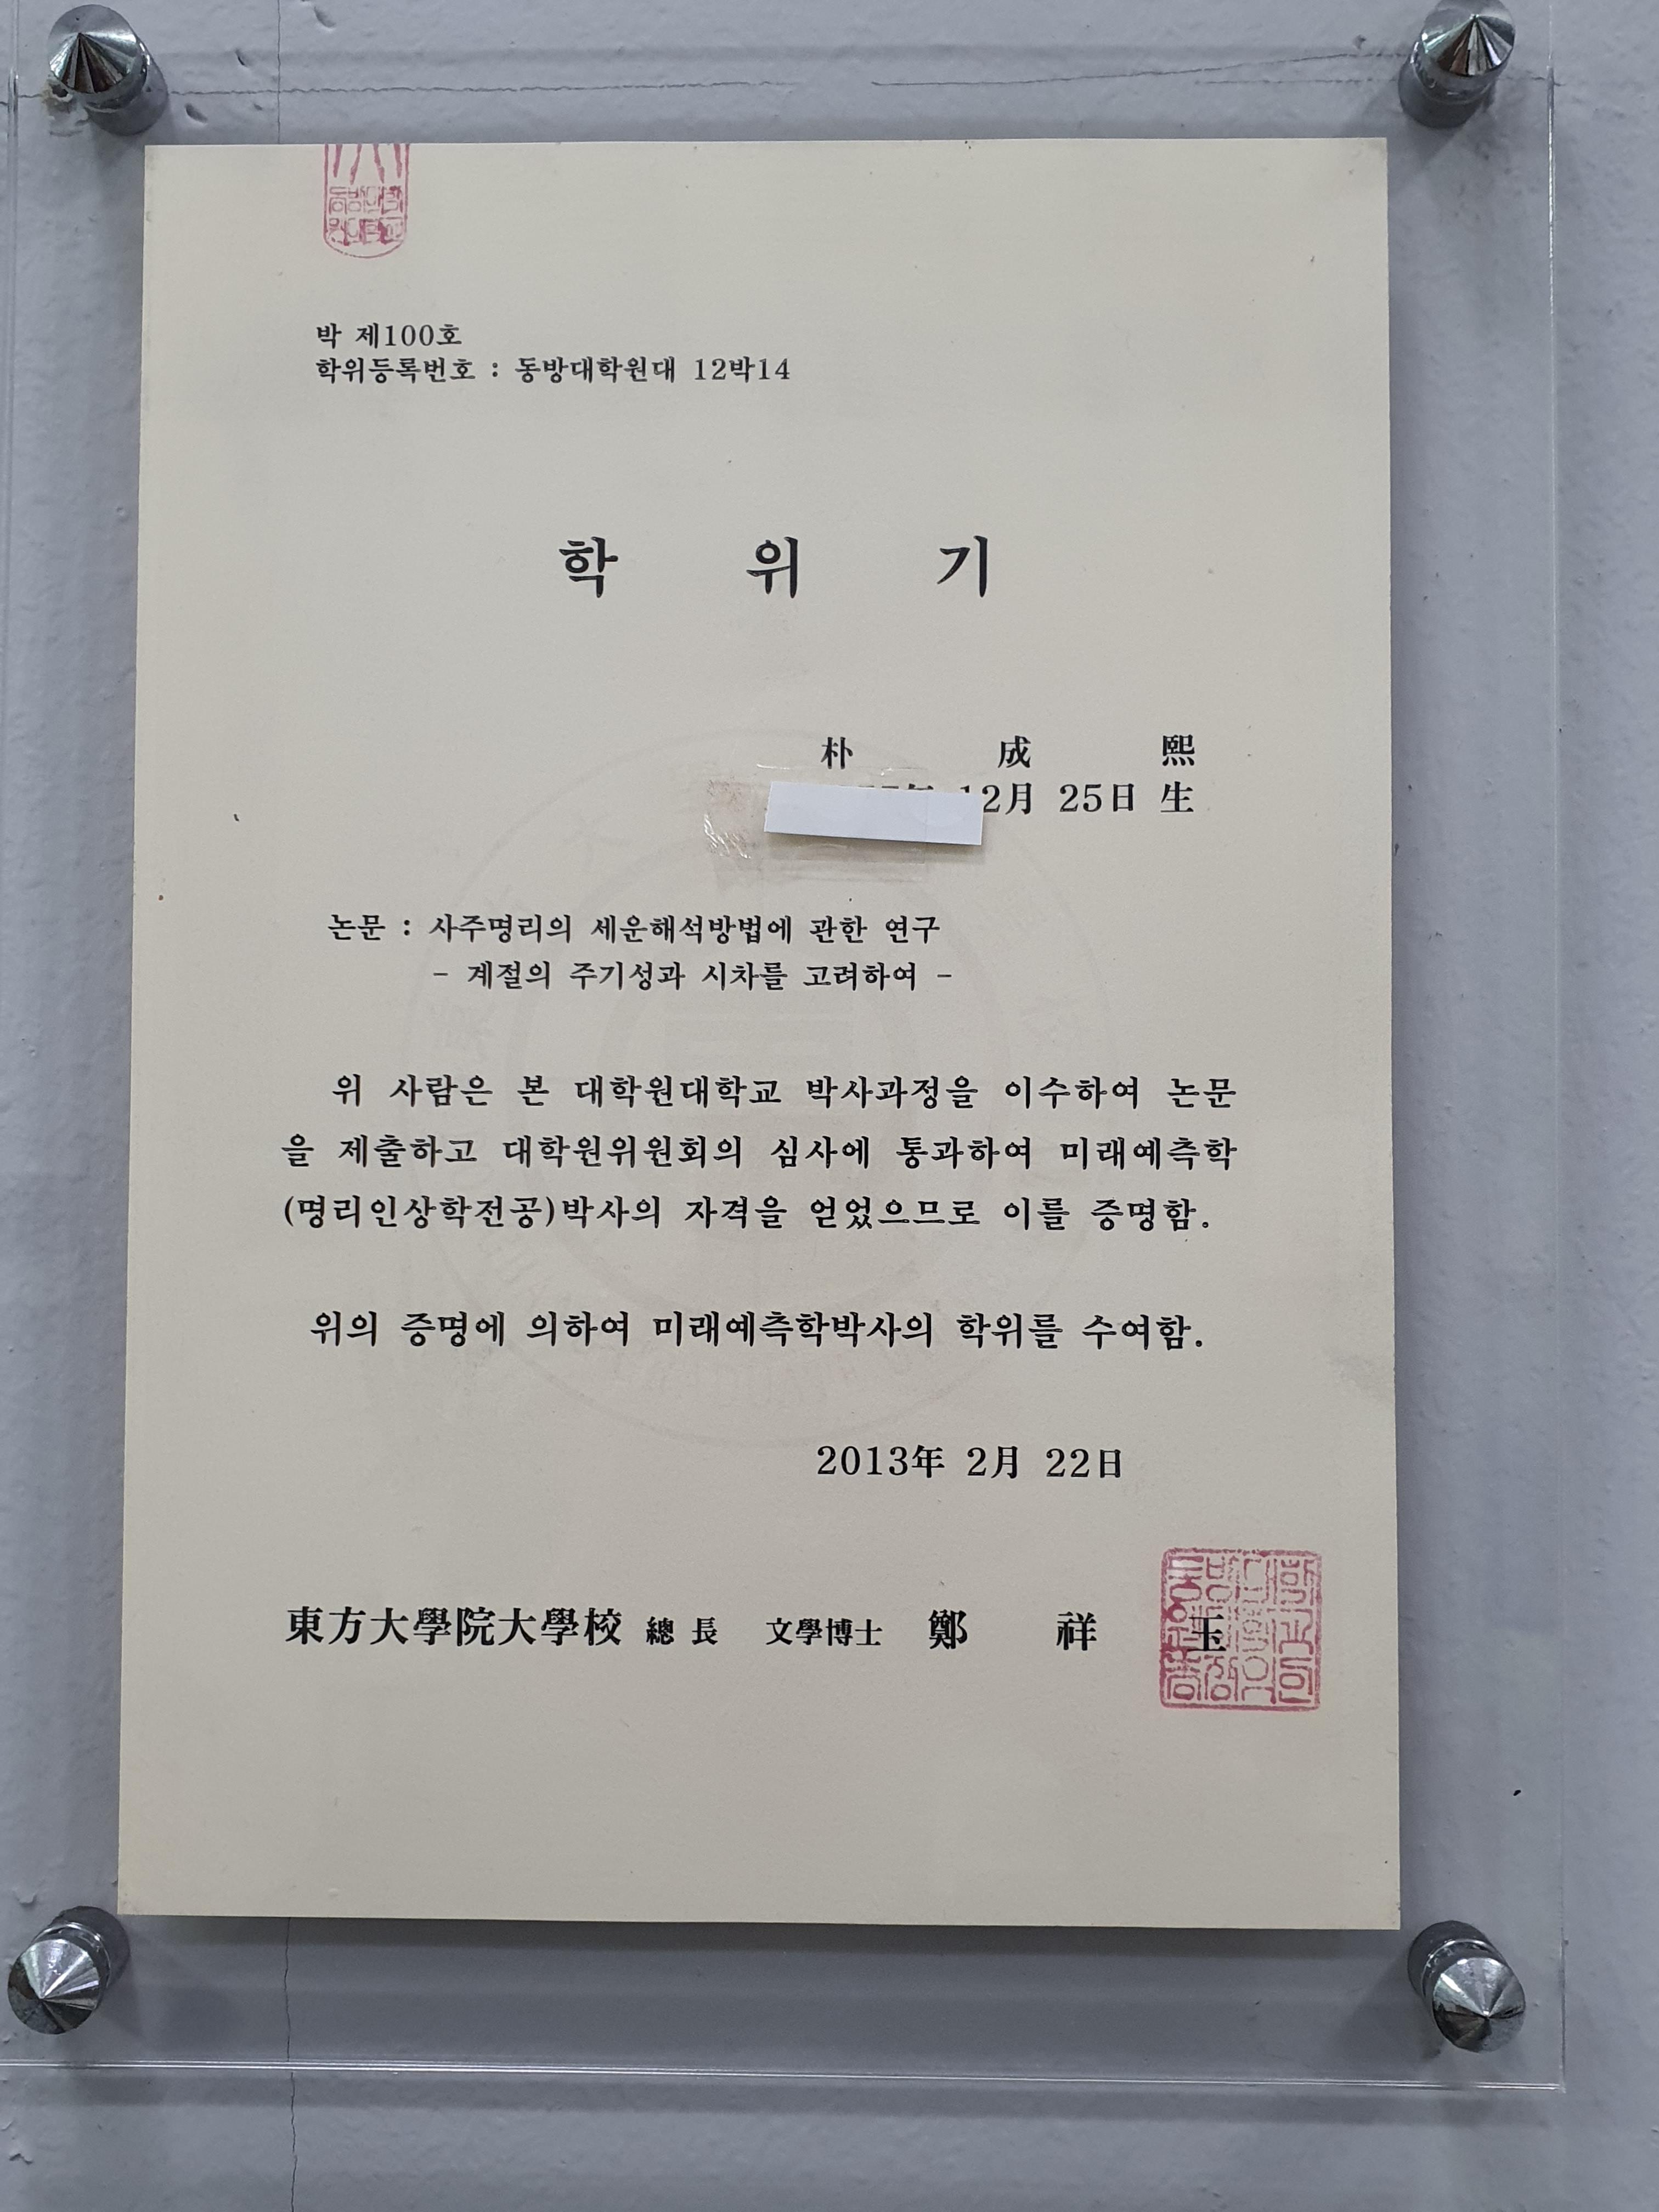 박 제100호
학위등록번호 : 동방대학원대 12박14
학 위 기
朴 成 熙
12月 25日 生
논문 : 사주명리의 세운해석방법에 관한 연구
- 계절의 주기성과 시차를 고려하여 -
위 사람은 본 대학원대학교 박사과정을 이수하여 논문
을 제출하고 대학원위원회의 심사에 통과하여 미래예측학
(명리인상학전공)박사의 자격을 얻었으므로 이를 증명함.
위의 증명에 의하여 미래예측학박사의 학위를 수여함.
2013年 2月 22日
東方大學院大學校 總 長 文學博士 鄭 祥 玉